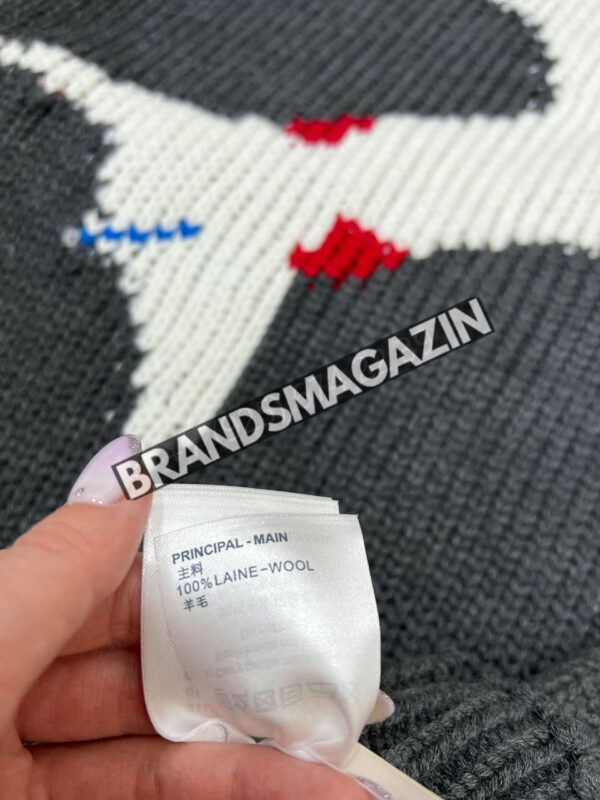 BRANDSMAGAZIN
PRINCIPAL - MAIN
主料
100% LAINE-WOOL
羊毛